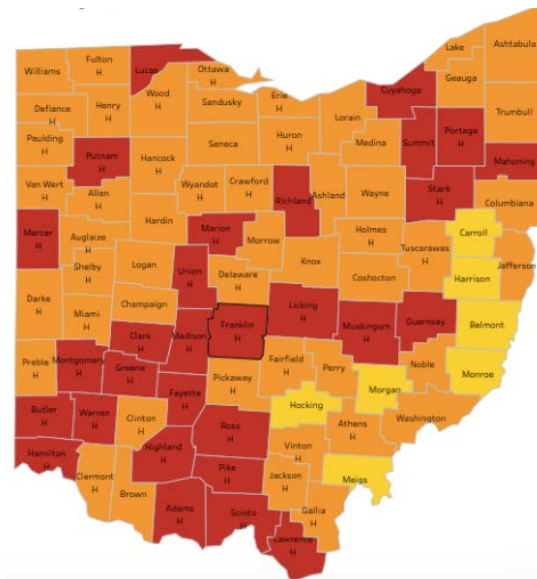 Williams
Fulton
H
Lucas
Ottawa
H
Lake
Ashtabula
Geauga
Cuyahoga
H
Defiance
Henry
H
Wood
H
Sandusky
Erie
H
Lorain
Trumbull
Paulding
H
Putnam
H
Hancock
Seneca
Huron
H
Medina
Summit
H
Portage
H
Mahoning
H
Van Wert
H
Allen
H
Wyandot
H
Crawford
H
Richland
H
Ashland
Wayne
Stark
H
Columbiana
Mercer
H
Auglaize
H
Hardin
Marion
H
Morrow
Holmes
H
Tuscarawas
H
Carroll
Jefferson
Shelby
H
Logan
Union
H
Delaware
H
Knox
Coshocton
Harrison
Darke
H
Miami
H
Champaign
Clark
H
Madison
H
Franklin
H
Licking
H
Muskingum
H
Guernsey
H
Belmont
Preble
H
Montgomery
H
Greene
H
Fayette
H
Pickaway
Fairfield
H
Perry
H
Morgan
Noble
Monroe
Butler
H
Warren
H
Clinton
H
Ross
H
Hocking
Athens
H
Washington
Hamilton
H
Clermont
H
Brown
Highland
H
Pike
H
Vinton
H
Meigs
Adams
H
Scioto
H
Jackson
H
Gallia
H
Lawrence
H